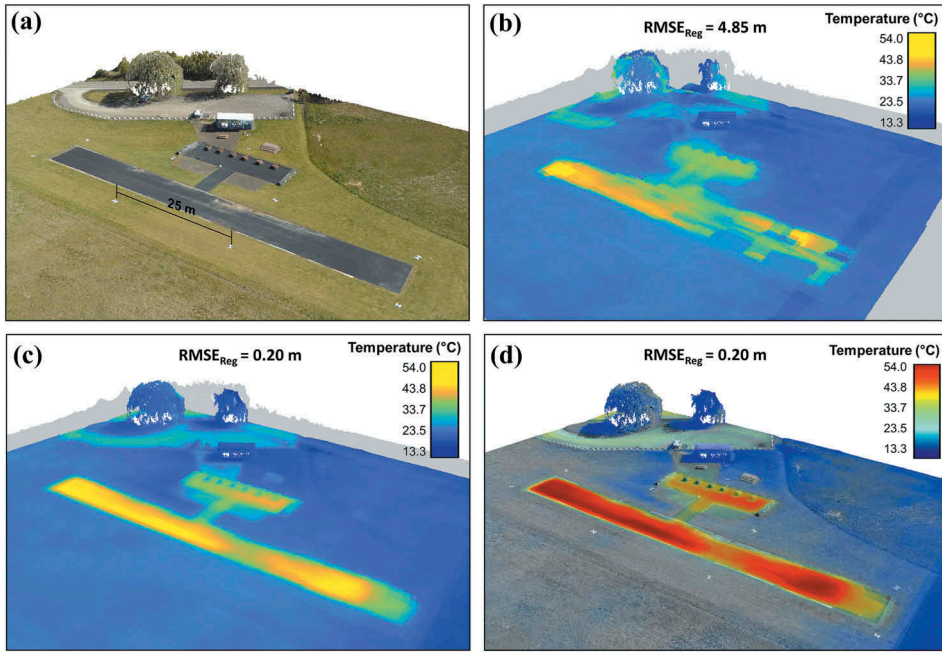 (a)
25 m
(b)
RMSE_Reg = 4.85 m
Temperature (°C)
54.0
43.8
33.7
23.5
13.3
(c)
RMSE_Reg = 0.20 m
Temperature (°C)
54.0
43.8
33.7
23.5
13.3
(d)
RMSE_Reg = 0.20 m
Temperature (°C)
54.0
43.8
33.7
23.5
13.3